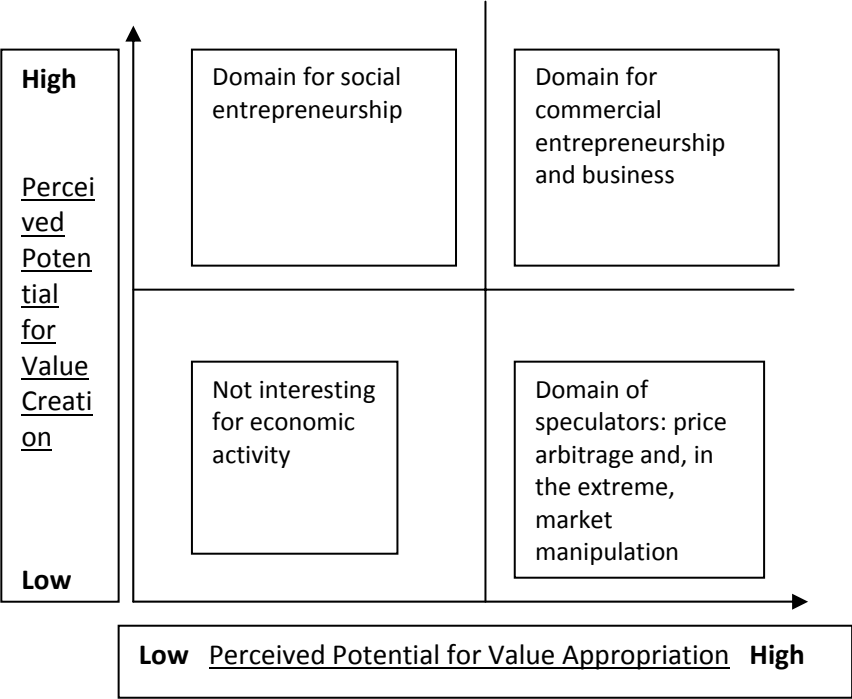 High
Percei
ved
Poten
tial
for
Value
Creati
on
Low
Domain for social
entrepreneurship
Domain for
commercial
entrepreneurship
and business
Not interesting
for economic
activity
Domain of
speculators: price
arbitrage and, in
the extreme,
market
manipulation
Low Perceived Potential for Value Appropriation High